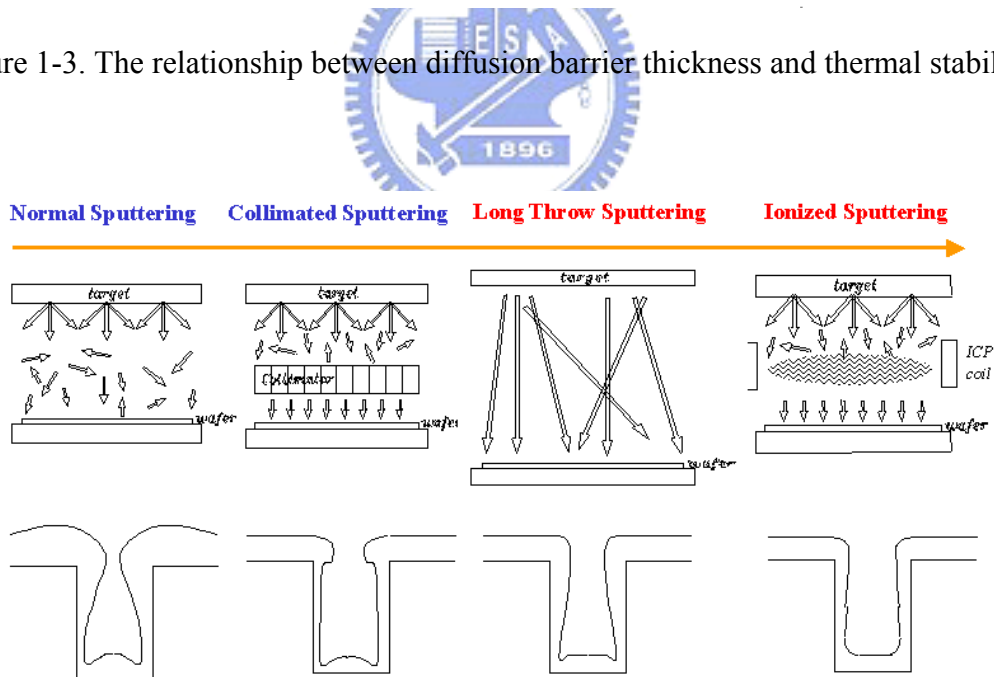 E S A
re 1-3. The relationship between diffusion barrier thickness and thermal stabil
1896
Normal Sputtering
Collimated Sputtering
Long Throw Sputtering
Ionized Sputtering
target
target
target
target
Collimator
ICP
coil
wafer
wafer
wafer
wafer